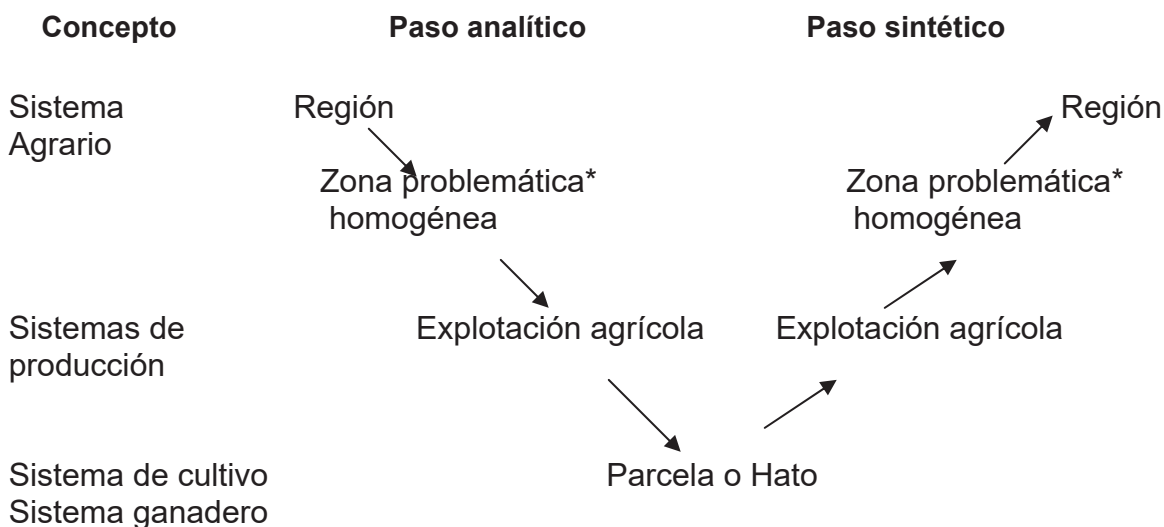 Concepto Paso analítico Paso sintético
Sistema Región Región
Agrario
Zona problemática* Zona problemática*
homogénea homogénea
Sistemas de Explotación agrícola Explotación agrícola
producción
Sistema de cultivo Parcela o Hato
Sistema ganadero